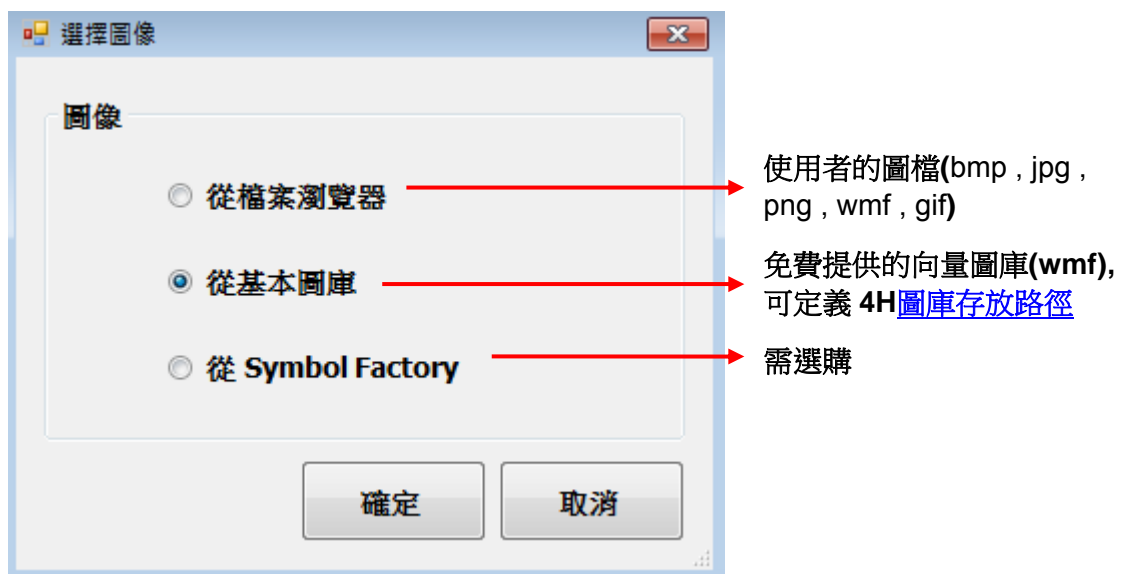 選擇圖像
圖像
從檔案瀏覽器
使用者的圖檔(bmp , jpg ,
png , wmf , gif)
從基本圖庫
免費提供的向量圖庫(wmf),
可定義 4H圖庫存放路徑
從 Symbol Factory
需選購
確定
取消